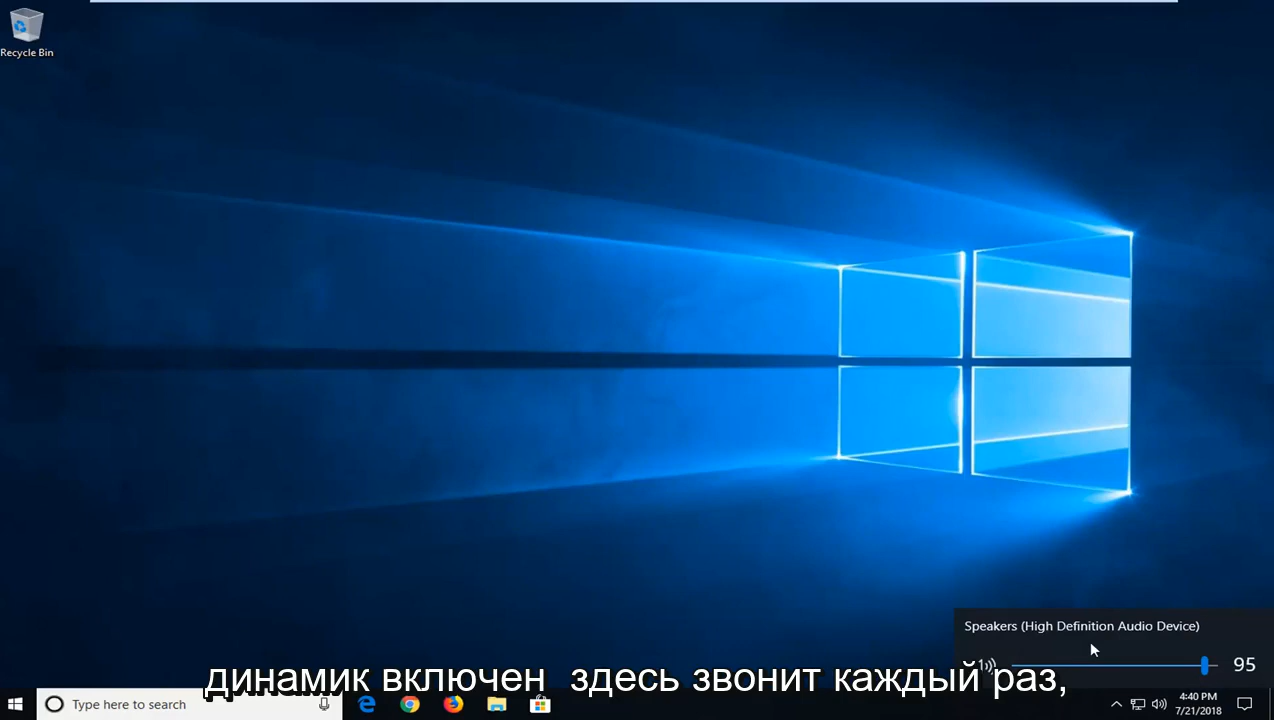 Recycle Bin
Speakers (High Definition Audio Device)
95
динамик включен здесь звонит каждый раз,
Type here to search
4:40 PM
7/21/2018